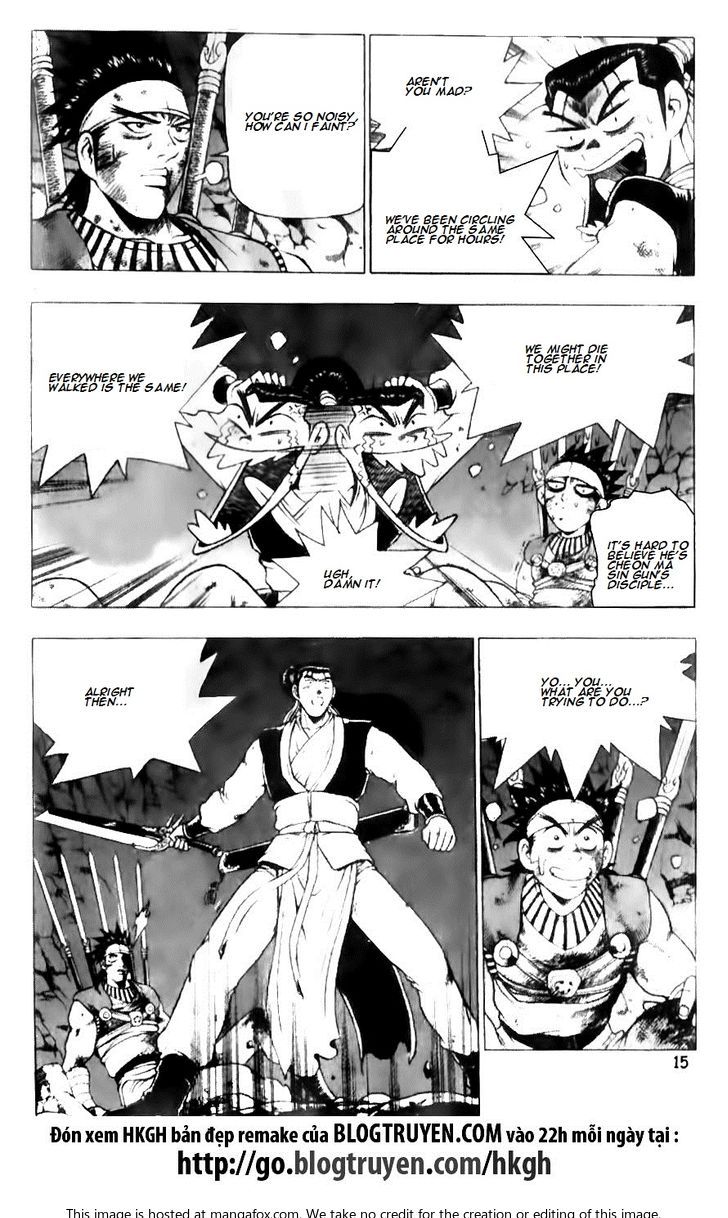 AREN'T
YOU MAD?
WE'VE BEEN CIRCLING
AROUND THE SAME
PLACE FOR HOURS!
YOU'RE SO NOISY,
HOW CAN I FAINT?
WE MIGHT DIE
TOGETHER IN
THIS PLACE!
EVERYWHERE WE
WALKED IS THE SAME!
UGH,
DAMN IT!
IT'S HARD TO
BELIEVE HE'S
CHEON MA
SIN GUN'S
DISCIPLE...
YO... YOU...
WHAT ARE YOU
TRYING TO DO...?
ALRIGHT
THEN...
15
Đón xem HKGH bản đẹp remake của BLOGTRUYEN.COM vào 22h mỗi ngày tại :
http://go.blogtruyen.com/hkgh
This image is hosted at mangafox.com. We take no credit for the creation or editing of this image.